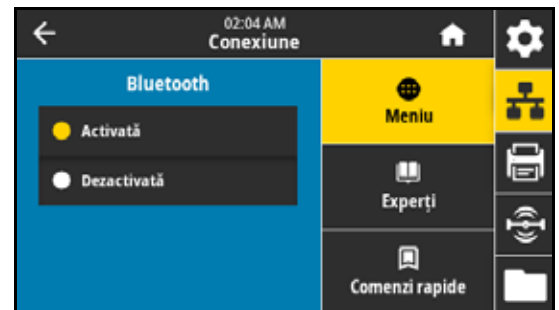 02:04 AM
Conexiune
Bluetooth
Activată
Dezactivată
Meniu
Experți
Comenzi rapide